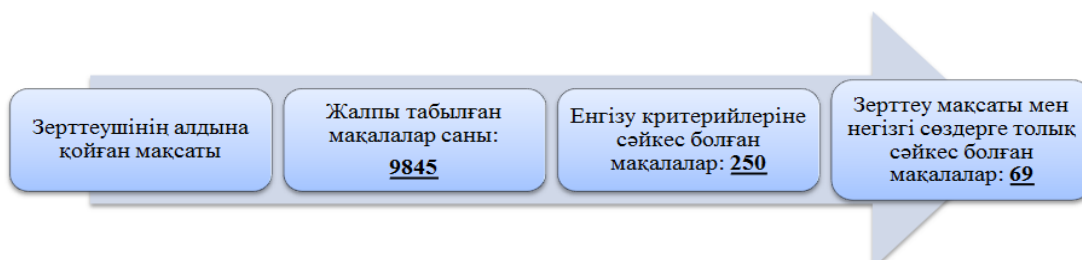 Зерттеушінің алдына
қойған мақсаты
Жалпы табылған
мақалалар саны:
9845
Енгізу критерийлеріне
сәйкес болған
мақалалар: 250
Зерттеу мақсаты мен
негізгі сөздерге толық
сәйкес болған
мақалалар: 69